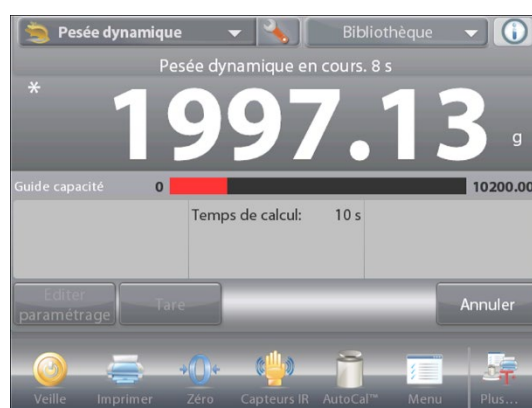 Pesée dynamique
Bibliothèque
Pesée dynamique en cours. 8 s
*
1997.13 g
Guide capacité 0 10200.00
Temps de calcul: 10 s
Editer paramétrage
Tare
Annuler
Veille Imprimer Zéro Capteurs IR AutoCal™ Menu Plus...